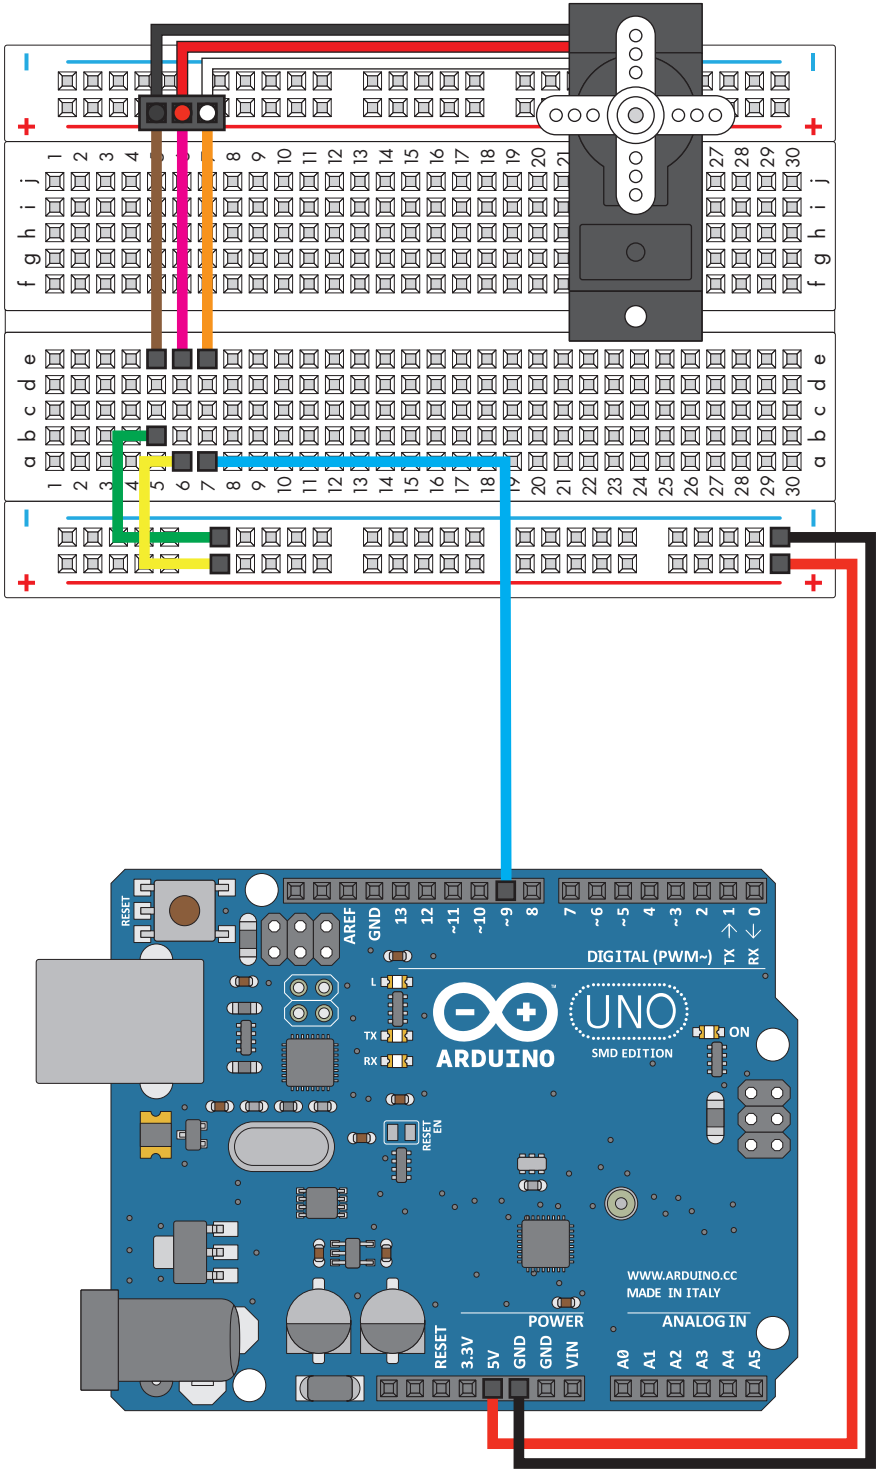 − −
+ +
1 2 3 4 5 6 7 8 9 10 11 12 13 14 15 16 17 18 19 20 21 27 28 29 30
j j
i i
h h
g g
f f
e e
d d
c c
b b
a a
1 2 3 4 5 6 7 8 9 10 11 12 13 14 15 16 17 18 19 20 21 22 23 24 25 26 27 28 29 30
− −
+ +
RESET
AREF GND 13 12 ~11 ~10 ~9 8 7 ~6 ~5 4 ~3 2 TX → 1 RX ← 0
DIGITAL (PWM~)
L
TX
RX
− +
™
ARDUINO
UNO
SMD EDITION
ON
RESET
EN
WWW.ARDUINO.CC
MADE IN ITALY
POWER ANALOG IN
RESET 3.3V 5V GND GND VIN A0 A1 A2 A3 A4 A5